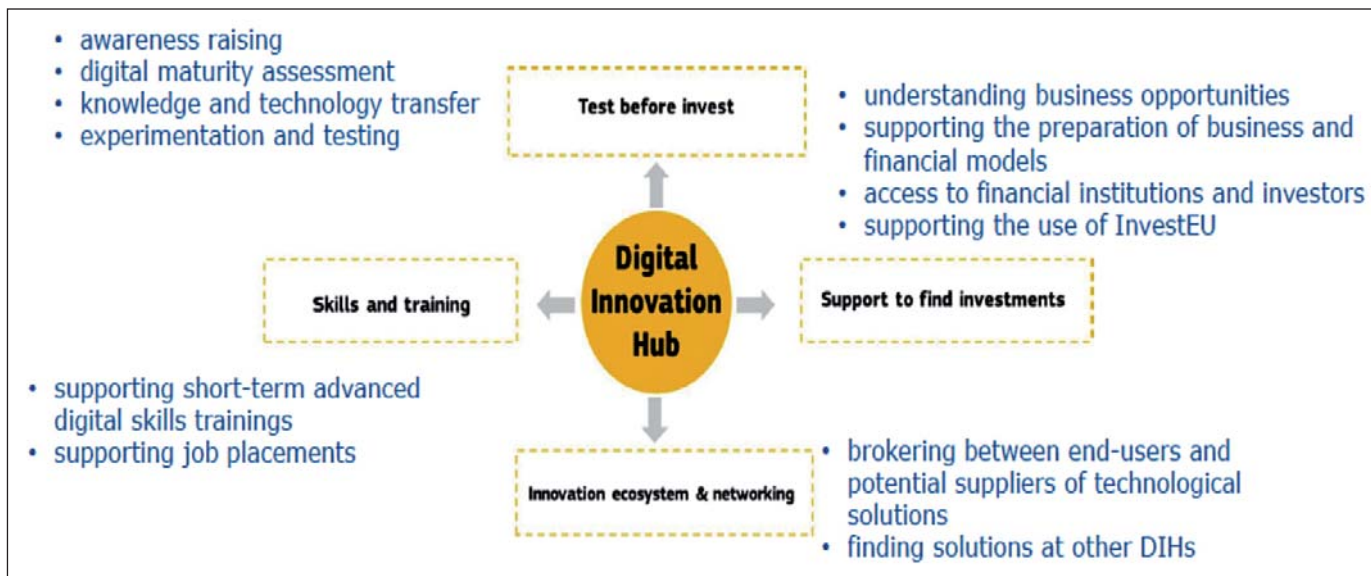 • awareness raising
• digital maturity assessment
• knowledge and technology transfer
• experimentation and testing
Test before invest
• understanding business opportunities
• supporting the preparation of business and
financial models
• access to financial institutions and investors
• supporting the use of InvestEU
Digital
Innovation
Hub
Skills and training
Support to find investments
• supporting short-term advanced
digital skills trainings
• supporting job placements
Innovation ecosystem & networking
• brokering between end-users and
potential suppliers of technological
solutions
• finding solutions at other DIHs